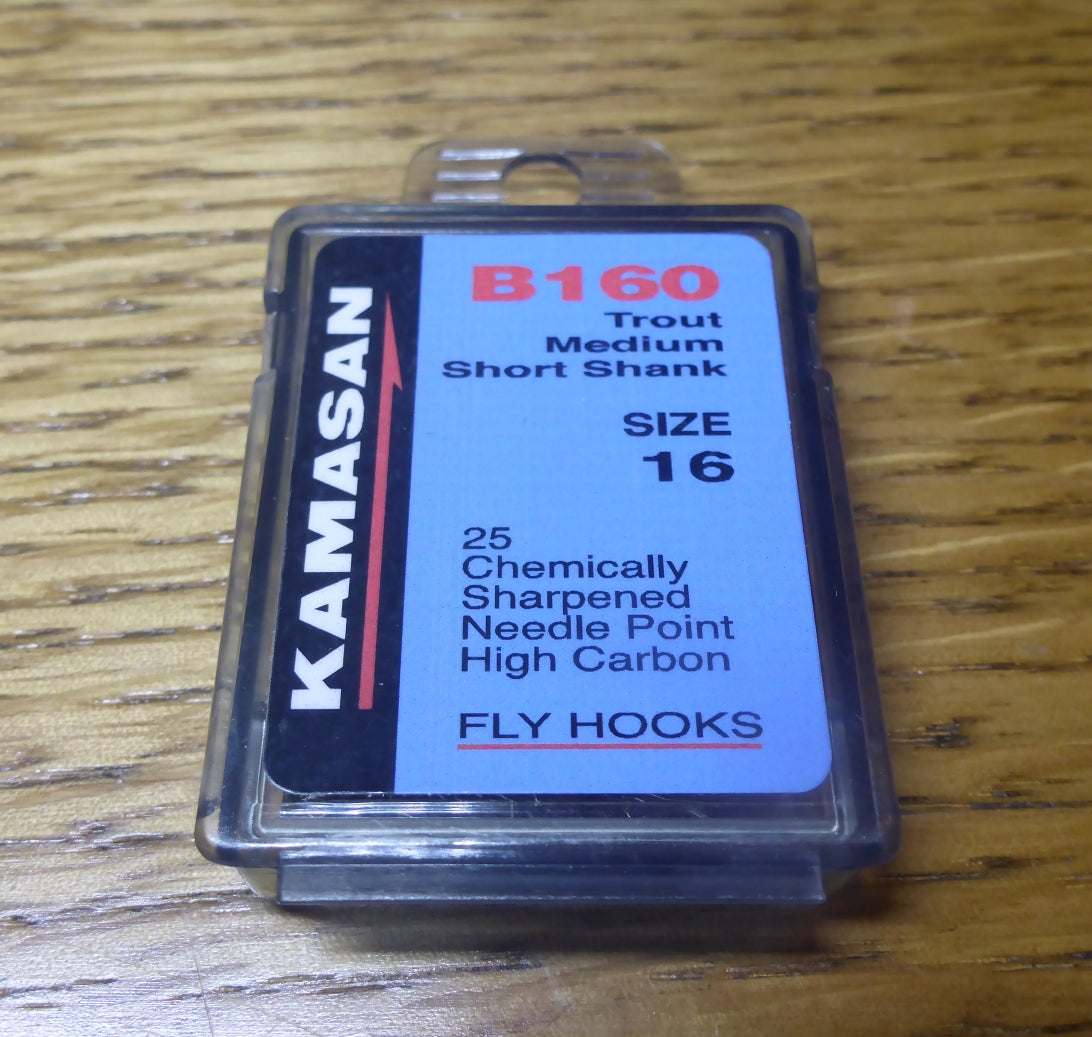 KAMASAN
B160
Trout
Medium
Short Shank
SIZE
16
25
Chemically
Sharpened
Needle Point
High Carbon
FLY HOOKS